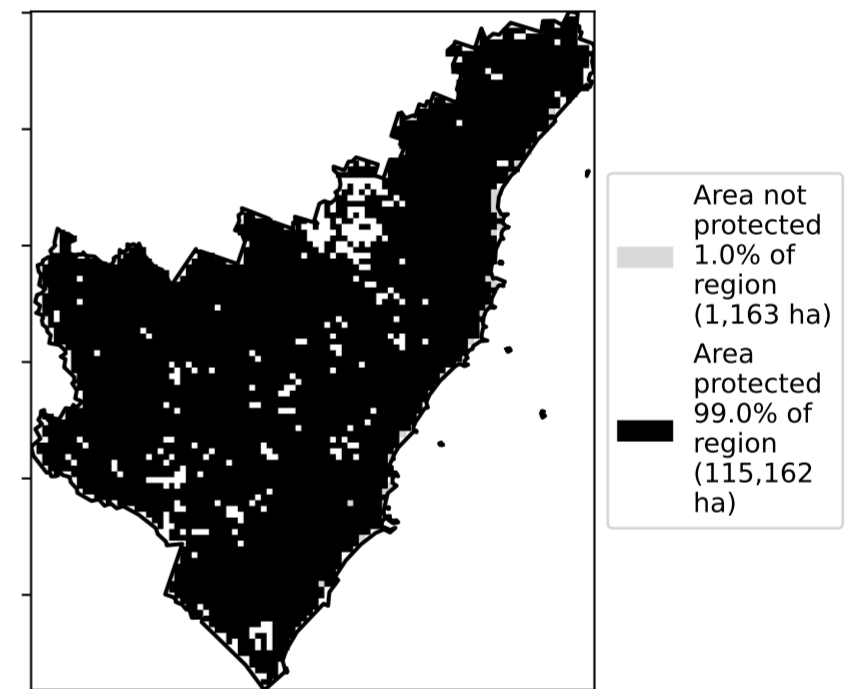 Area not
protected
1.0% of
region
(1,163 ha)
Area
protected
99.0% of
region
(115,162
ha)